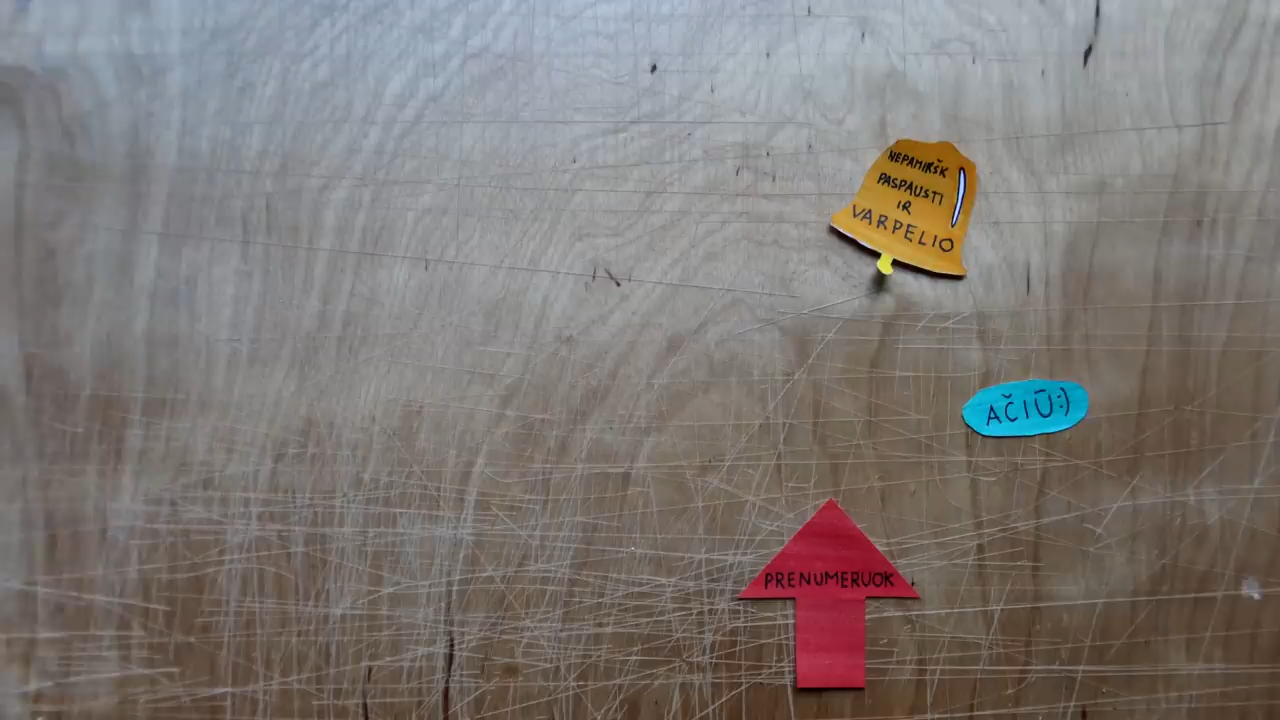 NEPAMIRŠK
PASPAUSTI
IR
VARPELIO
AČIŪ:)
PRENUMERUOK